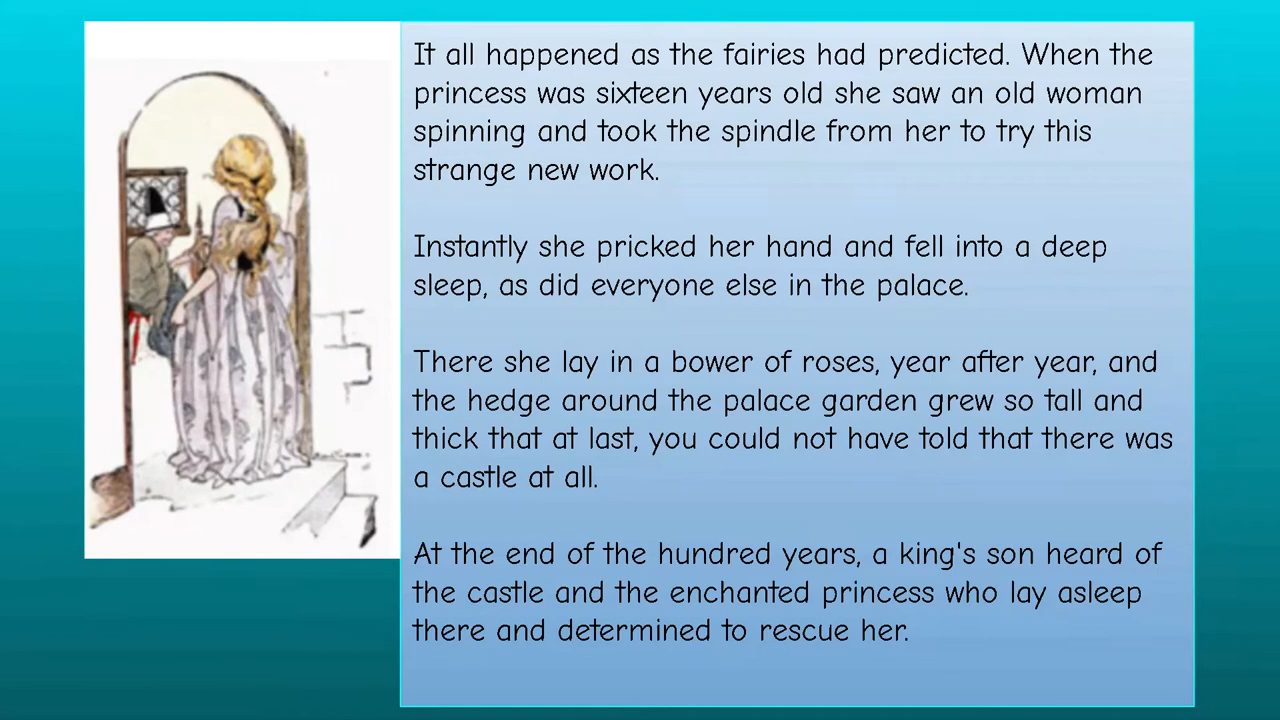 It all happened as the fairies had predicted. When the
princess was sixteen years old she saw an old woman
spinning and took the spindle from her to try this
strange new work.
Instantly she pricked her hand and fell into a deep
sleep, as did everyone else in the palace.
There she lay in a bower of roses, year after year, and
the hedge around the palace garden grew so tall and
thick that at last, you could not have told that there was
a castle at all.
At the end of the hundred years, a king's son heard of
the castle and the enchanted princess who lay asleep
there and determined to rescue her.